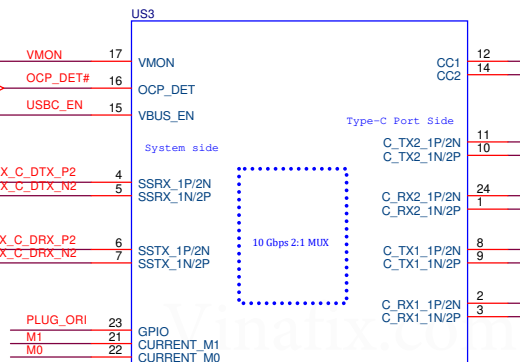 US3
VMON 17 VMON CC1 12
CC2 14
OCP_DET# 16 OCP_DET
USBC_EN 15 VBUS_EN
Type-C Port Side
C_TX2_1P/2N 11
C_TX2_1N/2P 10
System side
X_C_DTX_P2 4 SSRX_1P/2N
X_C_DTX_N2 5 SSRX_1N/2P
C_RX2_1P/2N 24
C_RX2_1N/2P 1
10 Gbps 2:1 MUX
X_C_DRX_P2 6 SSTX_1P/2N C_TX1_1P/2N 8
X_C_DRX_N2 7 SSTX_1N/2P C_TX1_1N/2P 9
C_RX1_1P/2N 2
C_RX1_1N/2P 3
PLUG_ORI 23 GPIO
M1 21 CURRENT_M1
M0 22 CURRENT_M0
Vinafix.com